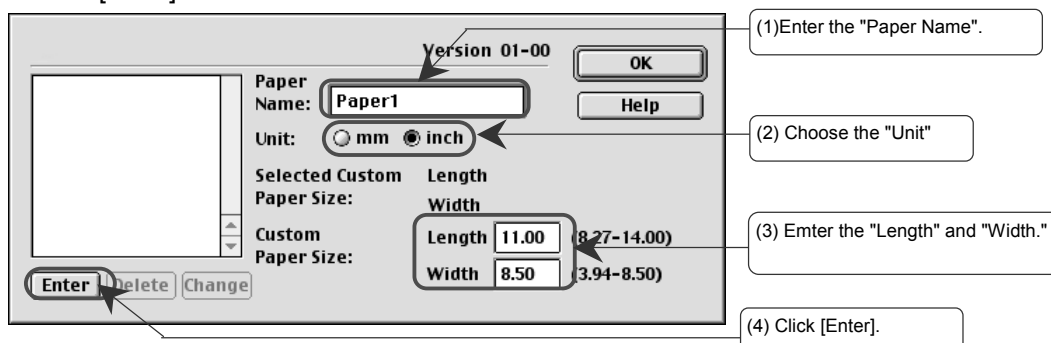 Version 01-00
Paper
Name: Paper1
Unit: mm inch
Selected Custom Length
Paper Size: Width
Custom Length 11.00 (8.27-14.00)
Paper Size:
Width 8.50 (3.94-8.50)
OK
Help
Enter Delete Change
(1)Enter the "Paper Name".
(2) Choose the "Unit"
(3) Emter the "Length" and "Width."
(4) Click [Enter].